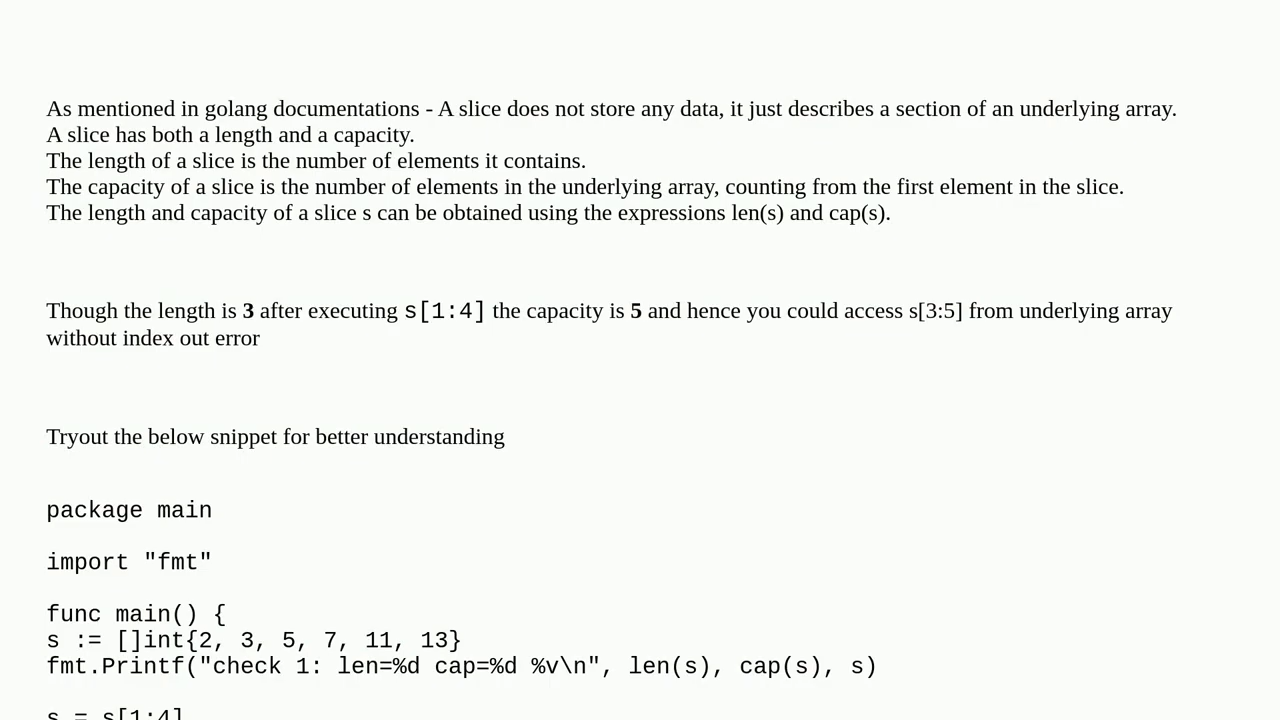 As mentioned in golang documentations - A slice does not store any data, it just describes a section of an underlying array.
A slice has both a length and a capacity.
The length of a slice is the number of elements it contains.
The capacity of a slice is the number of elements in the underlying array, counting from the first element in the slice.
The length and capacity of a slice s can be obtained using the expressions len(s) and cap(s).
Though the length is 3 after executing s[1:4] the capacity is 5 and hence you could access s[3:5] from underlying array
without index out error
Tryout the below snippet for better understanding
package main
import "fmt"
func main() {
s := []int{2, 3, 5, 7, 11, 13}
fmt.Printf("check 1: len=%d cap=%d %v\n", len(s), cap(s), s)
s = s[1:4]